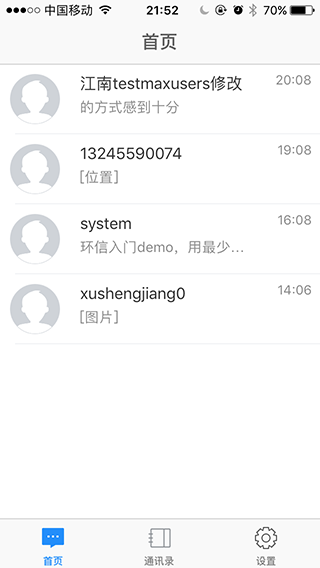 中国移动 21:52 70%
首页
江南testmaxusers修改 20:08
的方式感到十分
13245590074 19:08
[位置]
system 16:08
环信入门demo，用最少...
xushengjiang0 14:06
[图片]
首页 通讯录 设置